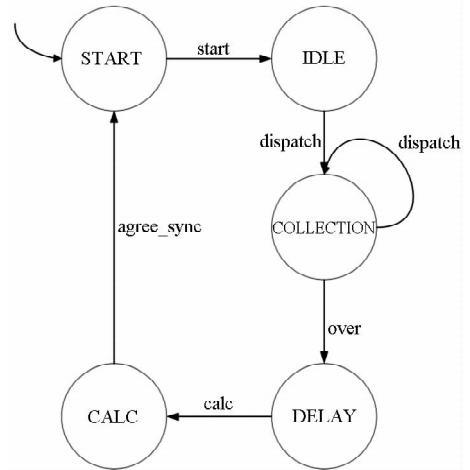 START
start
IDLE
dispatch
dispatch
COLLECTION
agree_sync
over
CALC
calc
DELAY